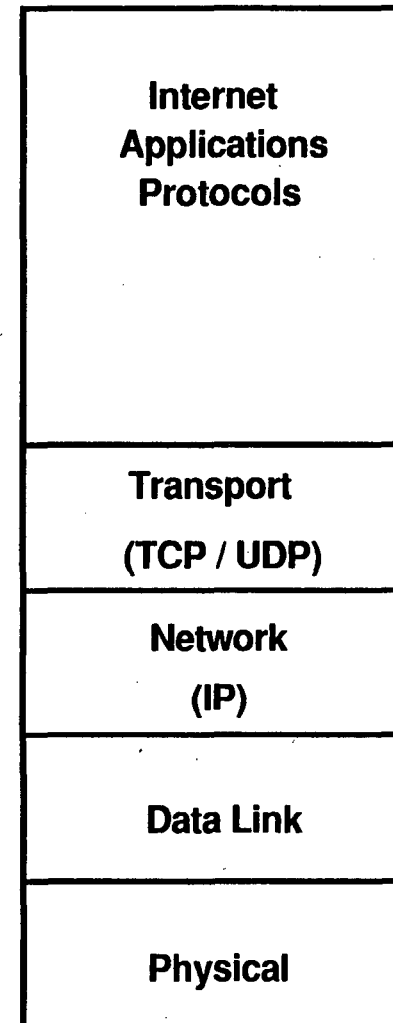 Internet
Applications
Protocols
Transport
(TCP / UDP)
Network
(IP)
Data Link
Physical